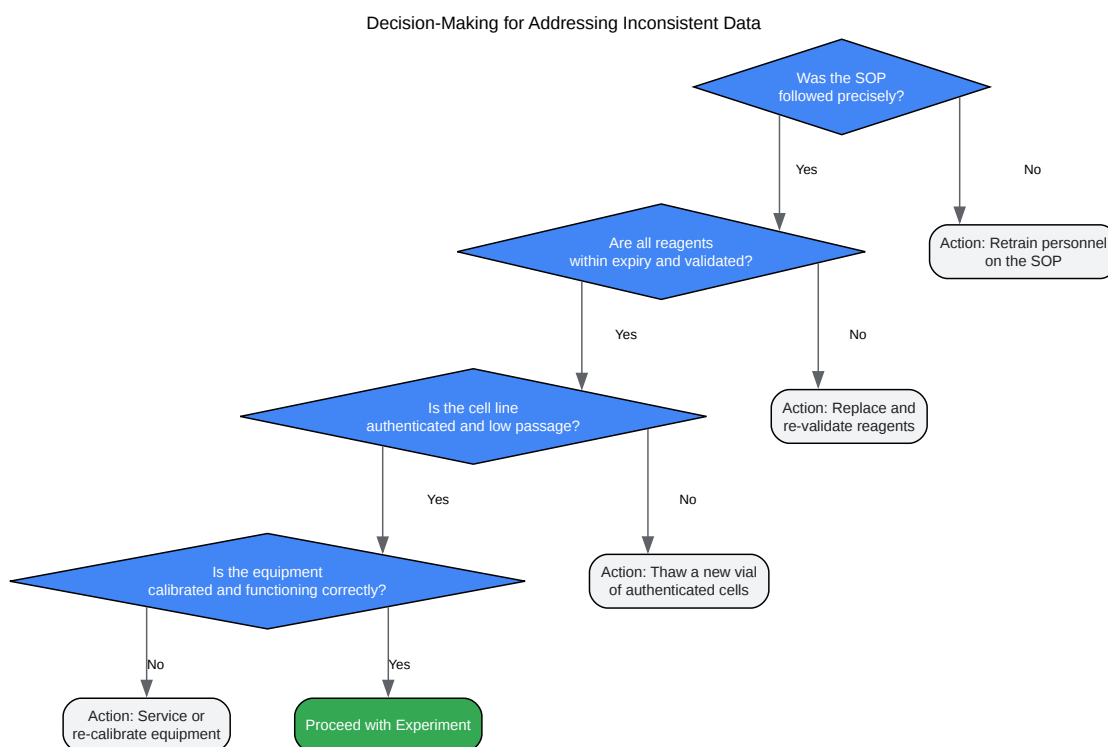 Decision-Making for Addressing Inconsistent Data
Was the SOP
followed precisely?
Yes
No
Are all reagents
within expiry and validated?
Action: Retrain personnel
on the SOP
Yes
No
Is the cell line
authenticated and low passage?
Action: Replace and
re-validate reagents
Yes
No
Is the equipment
calibrated and functioning correctly?
Action: Thaw a new vial
of authenticated cells
No
Yes
Action: Service or
re-calibrate equipment
Proceed with Experiment